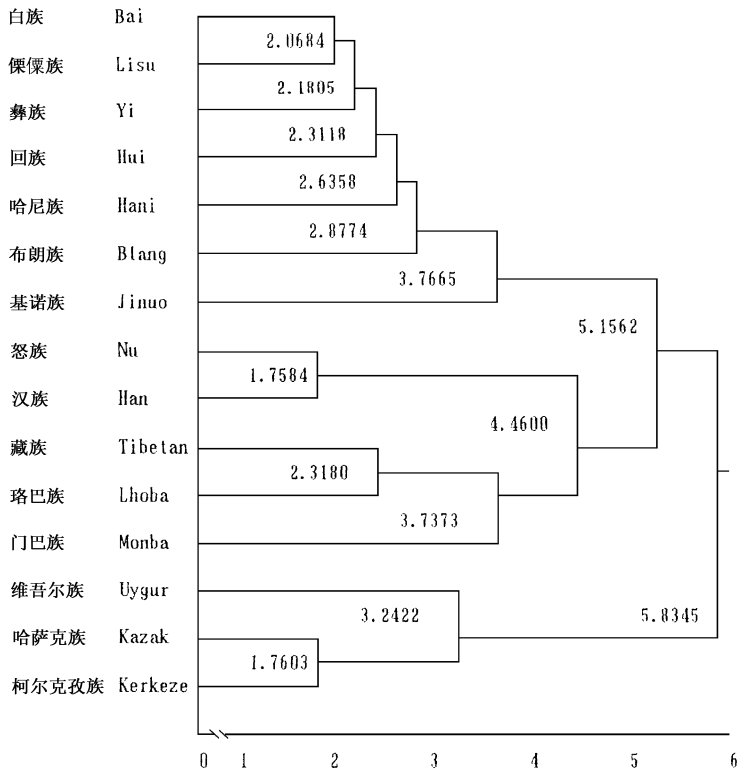 白族 Bai
2.0684
傈僳族 Lisu
2.1805
彝族 Yi
2.3118
回族 Hui
2.6358
哈尼族 Hani
2.8774
布朗族 Blang
3.7665
基诺族 Jinuo
5.1562
怒族 Nu
1.7584
汉族 Han
4.4600
藏族 Tibetan
2.3180
珞巴族 Lhoba
3.7373
门巴族 Monba
维吾尔族 Uygur
3.2422 5.8345
哈萨克族 Kazak
1.7603
柯尔克孜族 Kerkeze
0 1 2 3 4 5 6